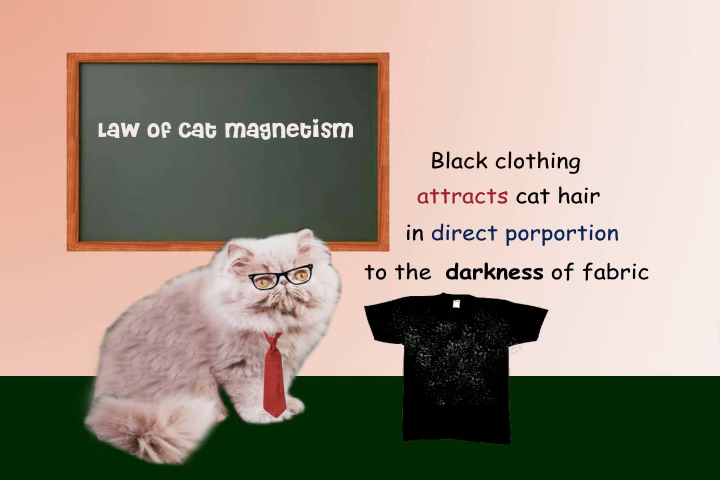 Law of Cat Magnetism
Black clothing
attracts cat hair
in direct porportion
to the darkness of fabric